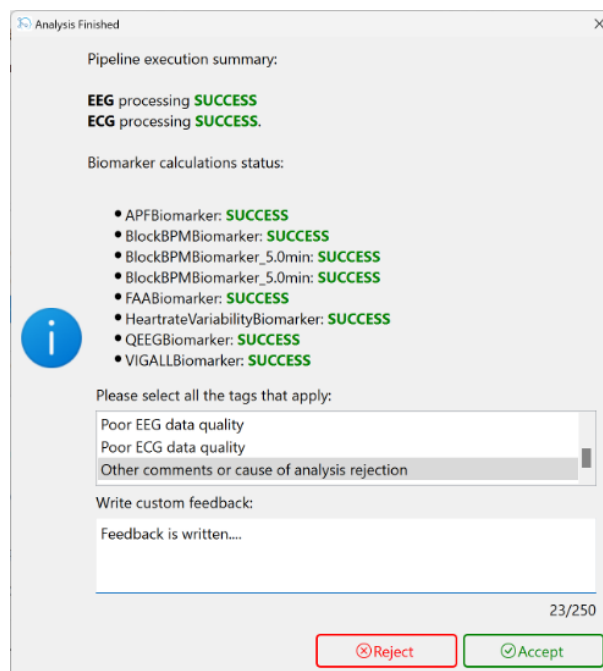 Analysis Finished
Pipeline execution summary:
EEG processing SUCCESS
ECG processing SUCCESS.
Biomarker calculations status:
• APFBiomarker: SUCCESS
• BlockBPMBiomarker: SUCCESS
• BlockBPMBiomarker_5.0min: SUCCESS
• BlockBPMBiomarker_5.0min: SUCCESS
• FAABiomarker: SUCCESS
• HeartrateVariabilityBiomarker: SUCCESS
• QEEGBiomarker: SUCCESS
• VIGALLBiomarker: SUCCESS
Please select all the tags that apply:
Poor EEG data quality
Poor ECG data quality
Other comments or cause of analysis rejection
Write custom feedback:
Feedback is written....
23/250
Reject
Accept